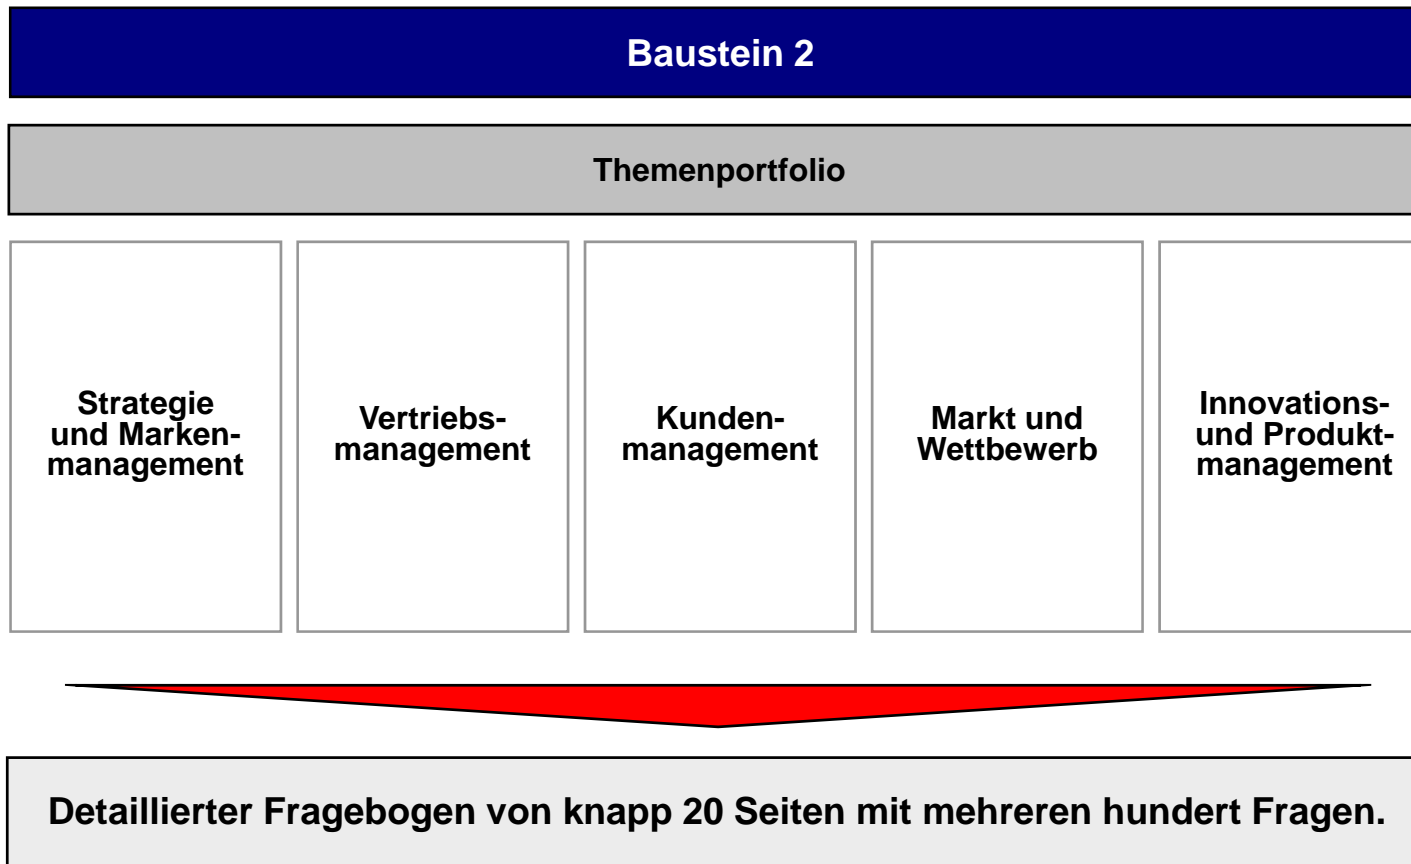 Baustein 2
Themenportfolio
Strategie
und Marken-
management
Vertriebs-
management
Kunden-
management
Markt und
Wettbewerb
Innovations-
und Produkt-
management
Detaillierter Fragebogen von knapp 20 Seiten mit mehreren hundert Fragen.